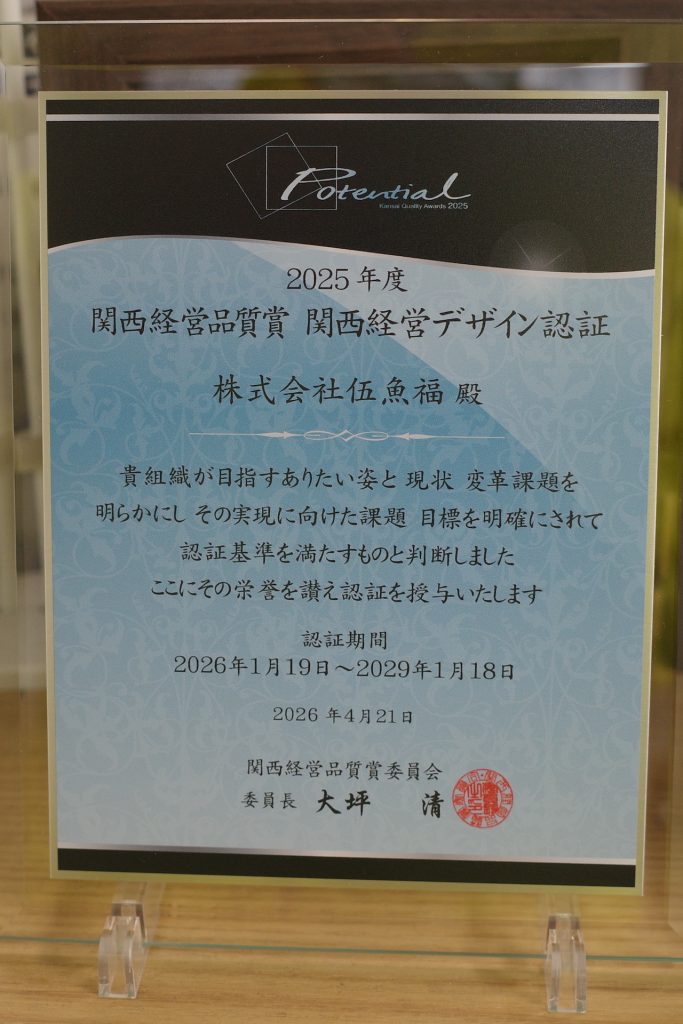 Potential
Kansai Quality Awards 2025
2025年度
関西経営品質賞 関西経営デザイン認証
株式会社伍魚福 殿
貴組織が目指すありたい姿と 現状 変革課題を
明らかにし その実現に向けた課題 目標を明確にされて
認証基準を満たすものと判断しました
ここにその栄誉を讃え認証を授与いたします
認証期間
2026年1月19日～2029年1月18日
2026年4月21日
関西経営品質賞委員会
委員長 大坪 清